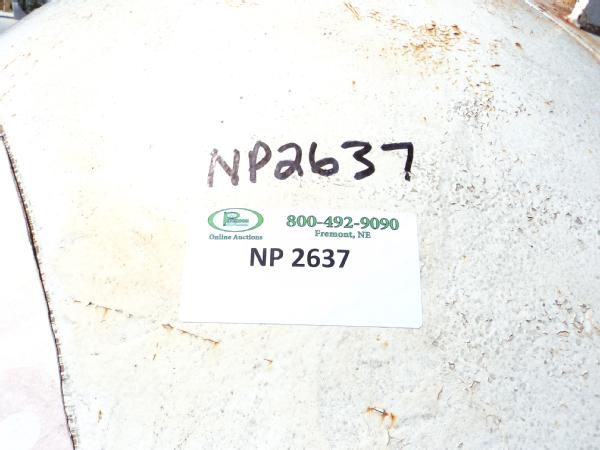 NP2637
800-492-9090
Online Auctions
Fremont, NE
NP 2637